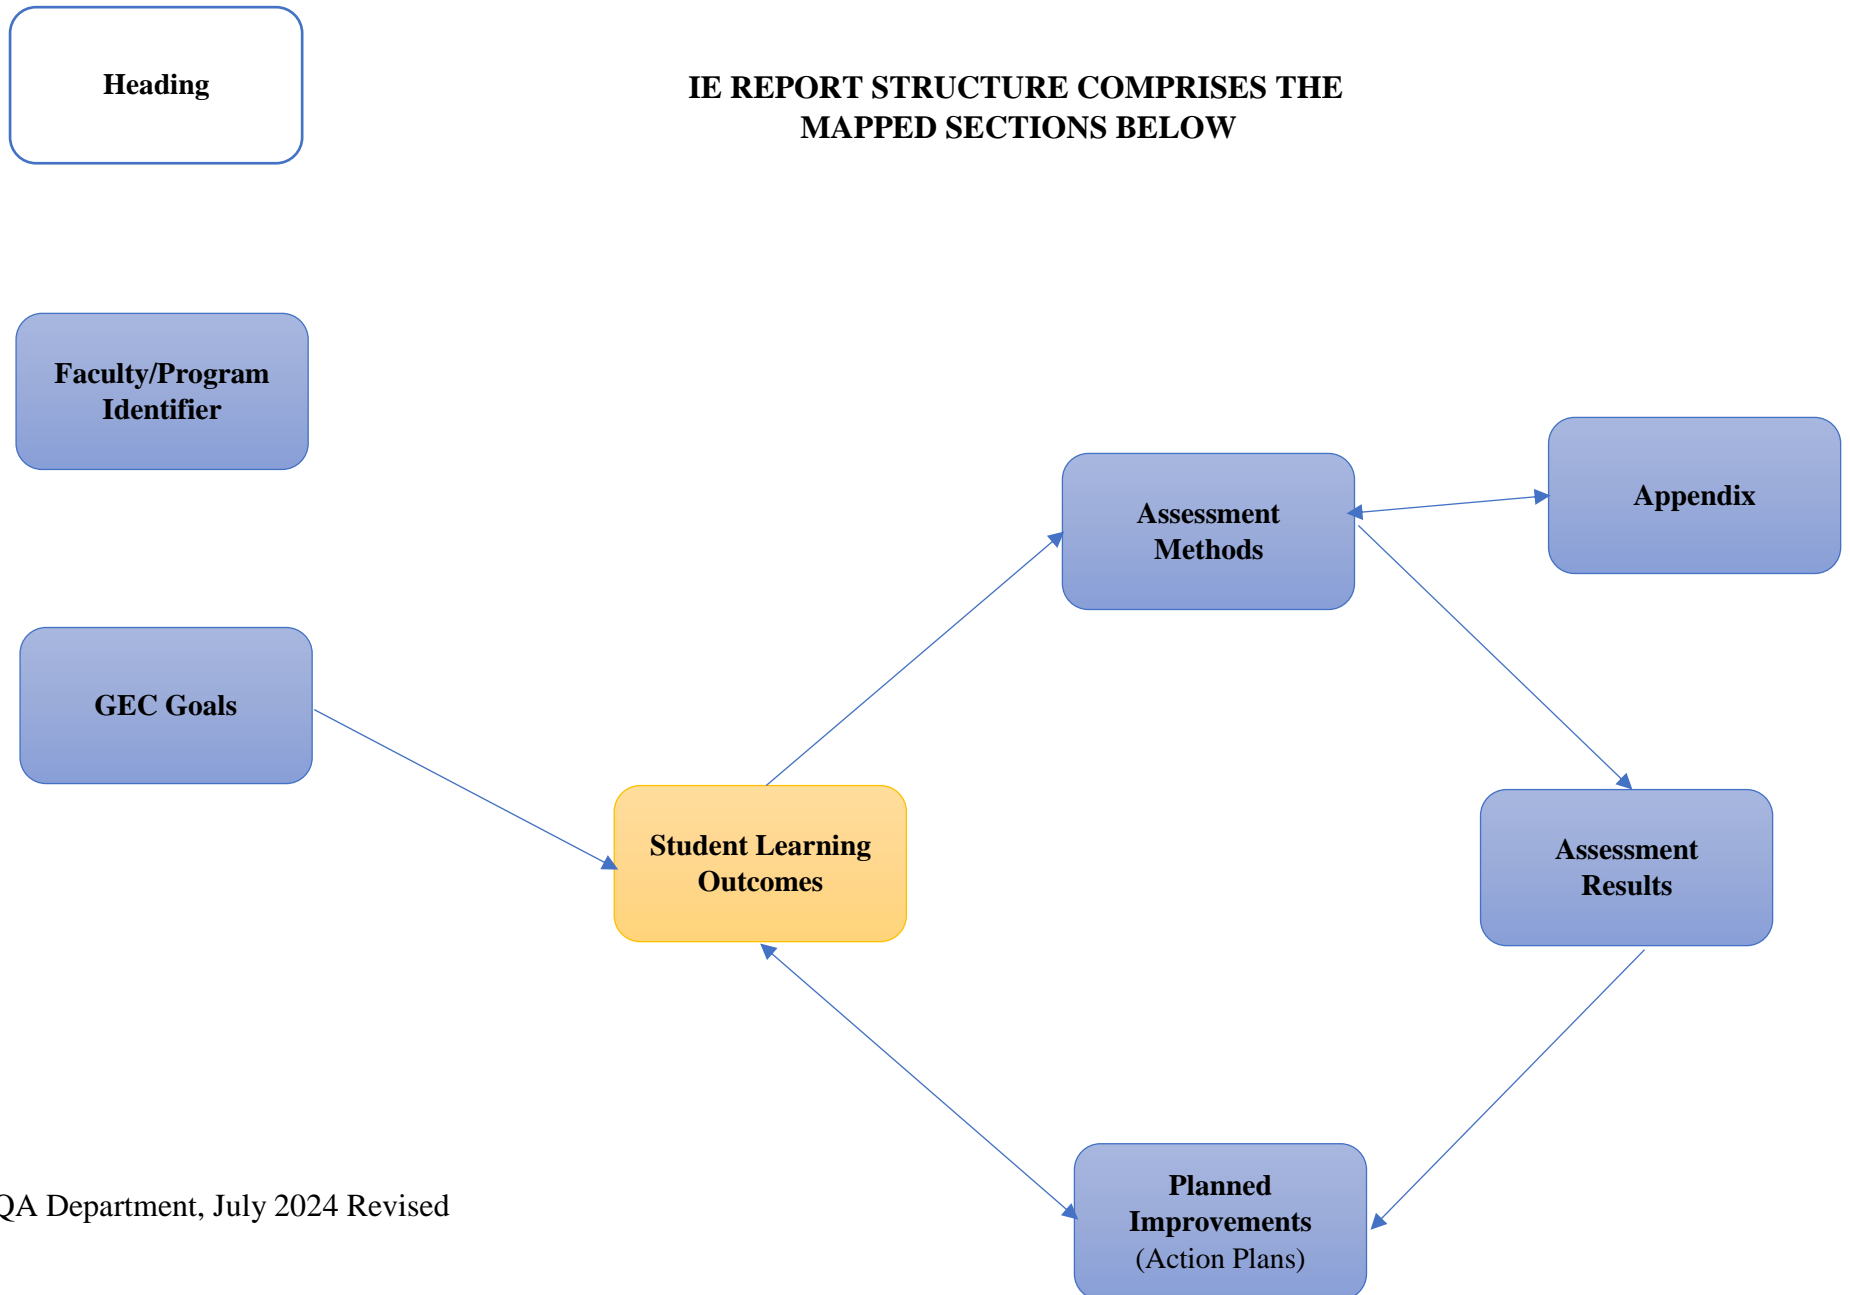 Heading
IE REPORT STRUCTURE COMPRISES THE
MAPPED SECTIONS BELOW
Faculty/Program
Identifier
Assessment
Methods
Appendix
GEC Goals
Student Learning
Outcomes
Assessment
Results
Planned
Improvements
(Action Plans)
QA Department, July 2024 Revised